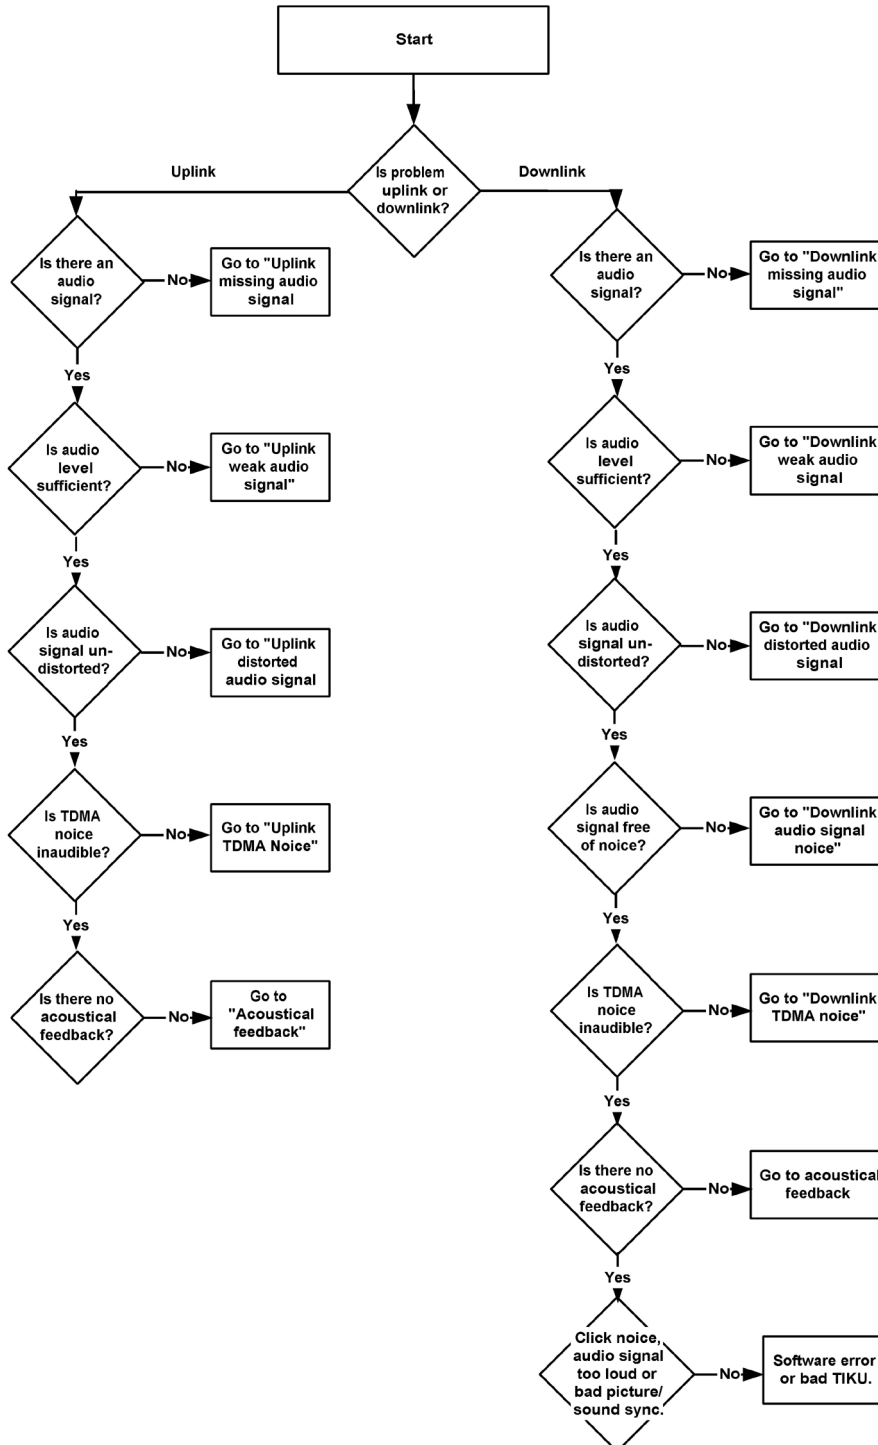 Start
Is problem
uplink or
downlink?
Uplink
Downlink
Is there an
audio
signal?
No
Go to "Uplink
missing audio
signal
Yes
Is audio
level
sufficient?
No
Go to "Uplink
weak audio
signal"
Yes
Is audio
signal un-
distorted?
No
Go to "Uplink
distorted
audio signal
Yes
Is TDMA
noice
inaudible?
No
Go to "Uplink
TDMA Noise"
Yes
Is there no
acoustical
feedback?
No
Go to
"Acoustical
feedback"
Is there an
audio
signal?
No
Go to "Downlink
missing audio
signal"
Yes
Is audio
level
sufficient?
No
Go to "Downlink
weak audio
signal
Yes
Is audio
signal un-
distorted?
No
Go to "Downlink
distorted audio
signal
Yes
Is audio
signal free
of noise?
No
Go to "Downlink
audio signal
noice"
Yes
Is TDMA
noice
inaudible?
No
Go to "Downlink
TDMA noise"
Yes
Is there no
acoustical
feedback?
No
Go to acoustical
feedback
Yes
Click noice,
audio signal
too loud or
bad picture/
sound sync.
No
Software error
or bad TIKU.